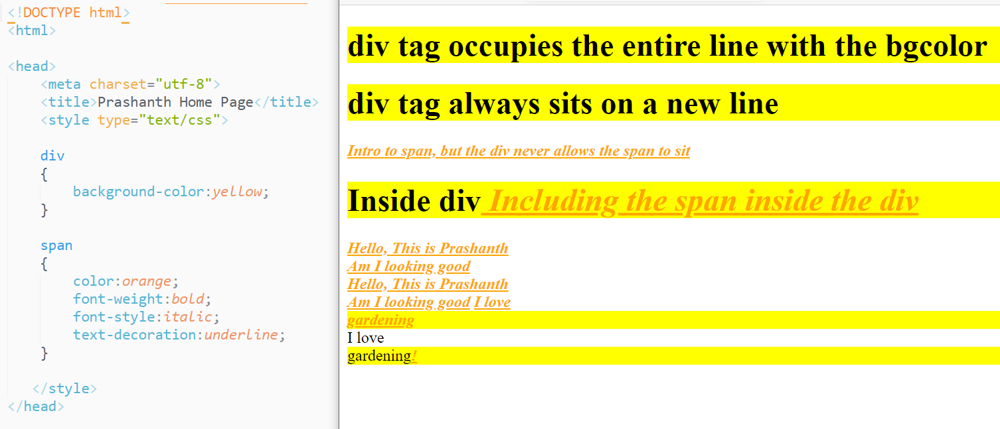 <!DOCTYPE html>
<html>
<head>
<meta charset="utf-8">
<title>Prashanth Home Page</title>
<style type="text/css">
div
{
background-color:yellow;
}
span
{
color:orange;
font-weight:bold;
font-style:italic;
text-decoration:underline;
}
</style>
</head>
div tag occupies the entire line with the bgcolor
div tag always sits on a new line
Intro to span, but the div never allows the span to sit
Inside div Including the span inside the div
Hello, This is Prashanth
Am I looking good
Hello, This is Prashanth
Am I looking good I love
gardening
I love
gardening!